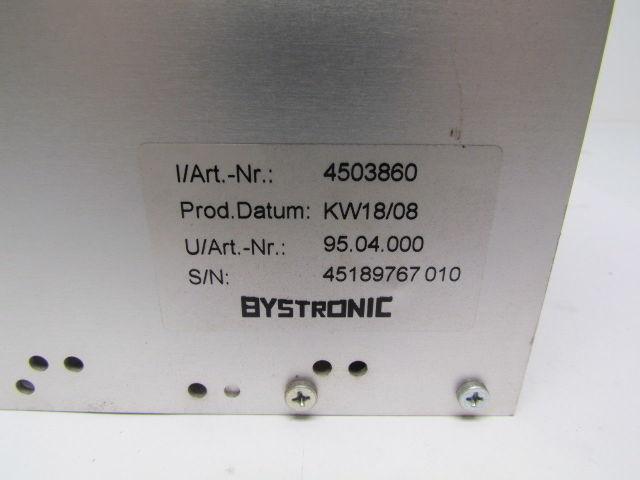 I/Art.-Nr.: 4503860
Prod.Datum: KW18/08
U/Art.-Nr.: 95.04.000
S/N: 45189767 010
BYSTRONIC